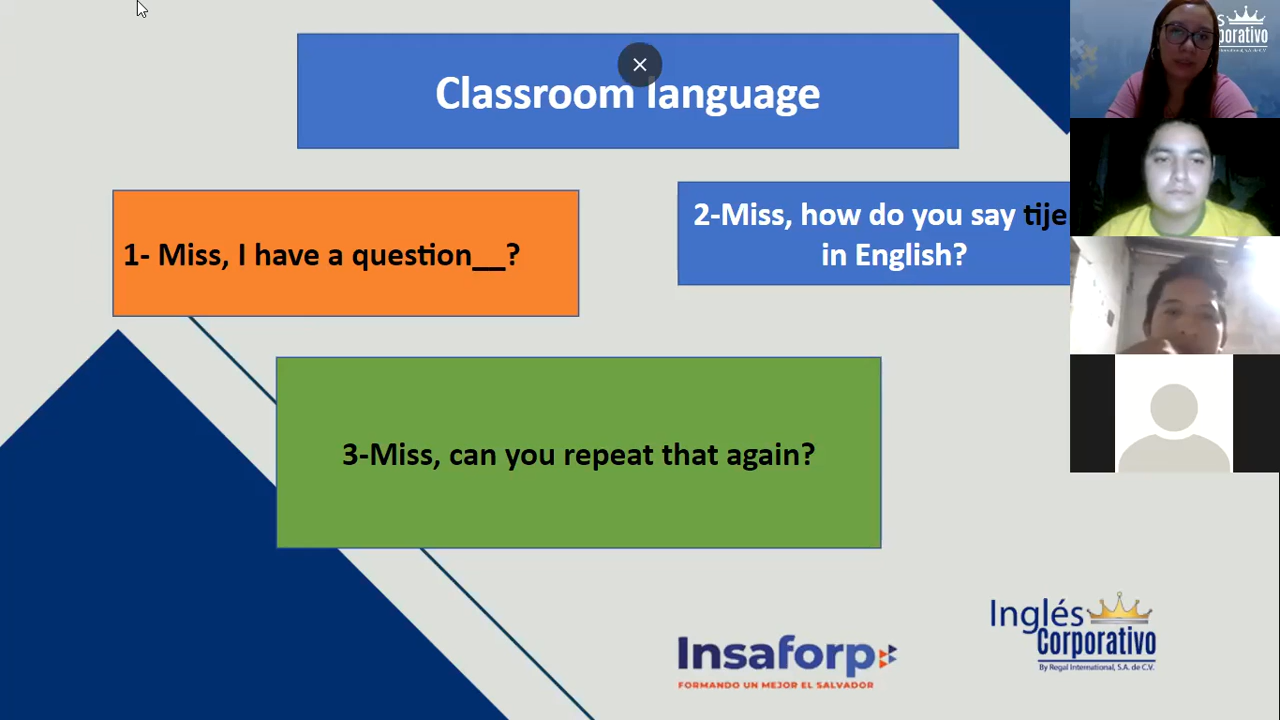 Classroom language
1- Miss, I have a question__?
2-Miss, how do you say tije
in English?
3-Miss, can you repeat that again?
Insaforp
FORMANDO UN MEJOR EL SALVADOR
Inglés
Corporativo
By Regal International, S.A. de C.V.